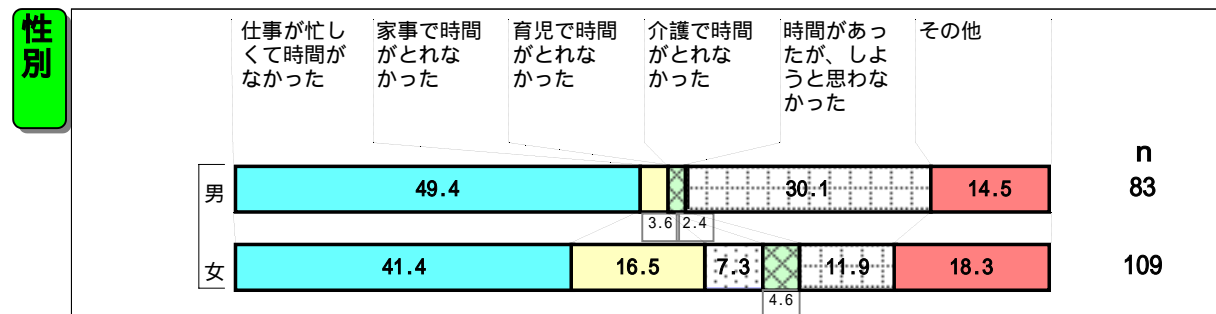 性別
仕事が忙し
くて時間が
なかった
家事で時間
がとれな
かった
育児で時間
がとれな
かった
介護で時間
がとれな
かった
時間があっ
たが、しよ
うと思わな
かった
その他
n
男
49.4
3.6
2.4
30.1
14.5
83
女
41.4
16.5
7.3
4.6
11.9
18.3
109